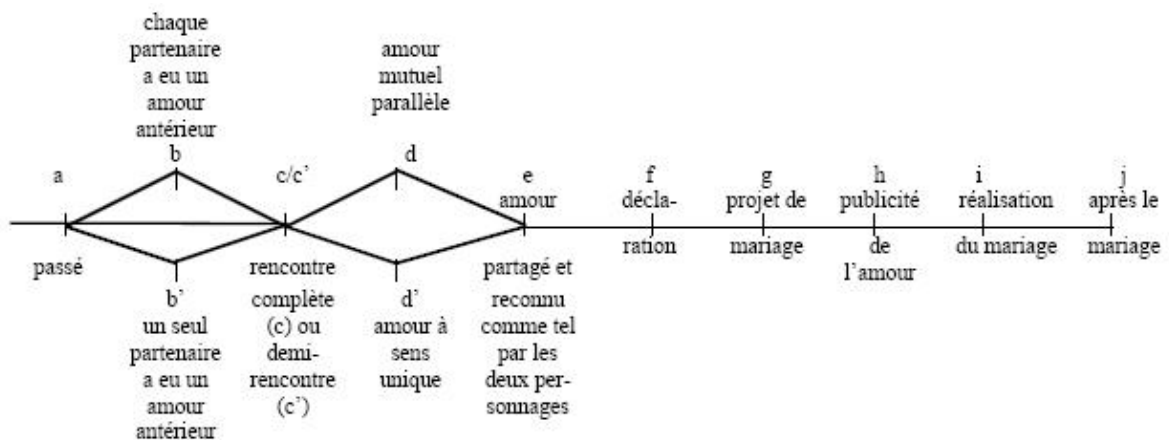 chaque
partenaire
a eu un
amour
antérieur
b
amour
mutuel
parallèle
d
a
passé
b'
un seul
partenaire
a eu un
amour
antérieur
c/c'
rencontre
complète
(c) ou
demi-
rencontre
(c')
d'
amour à
sens
unique
e
amour
partagé et
reconnu
comme tel
par les
deux per-
sonnages
f
décla-
ration
g
projet de
mariage
h
publicité
de
l'amour
i
réalisation
du mariage
j
après le
mariage